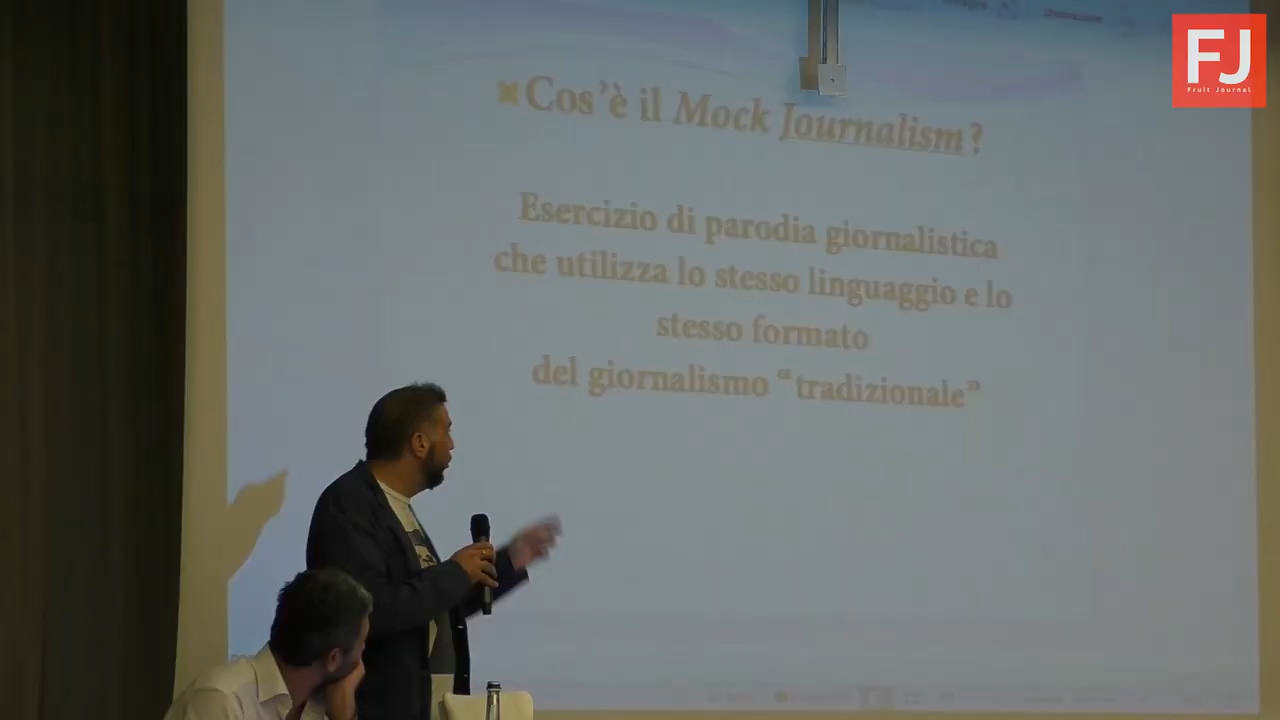 FJ
Fruit Journal
Cos'è il Mock Journalism?
Esercizio di parodia giornalistica
che utilizza lo stesso linguaggio e lo
stesso formato
del giornalismo “tradizionale”